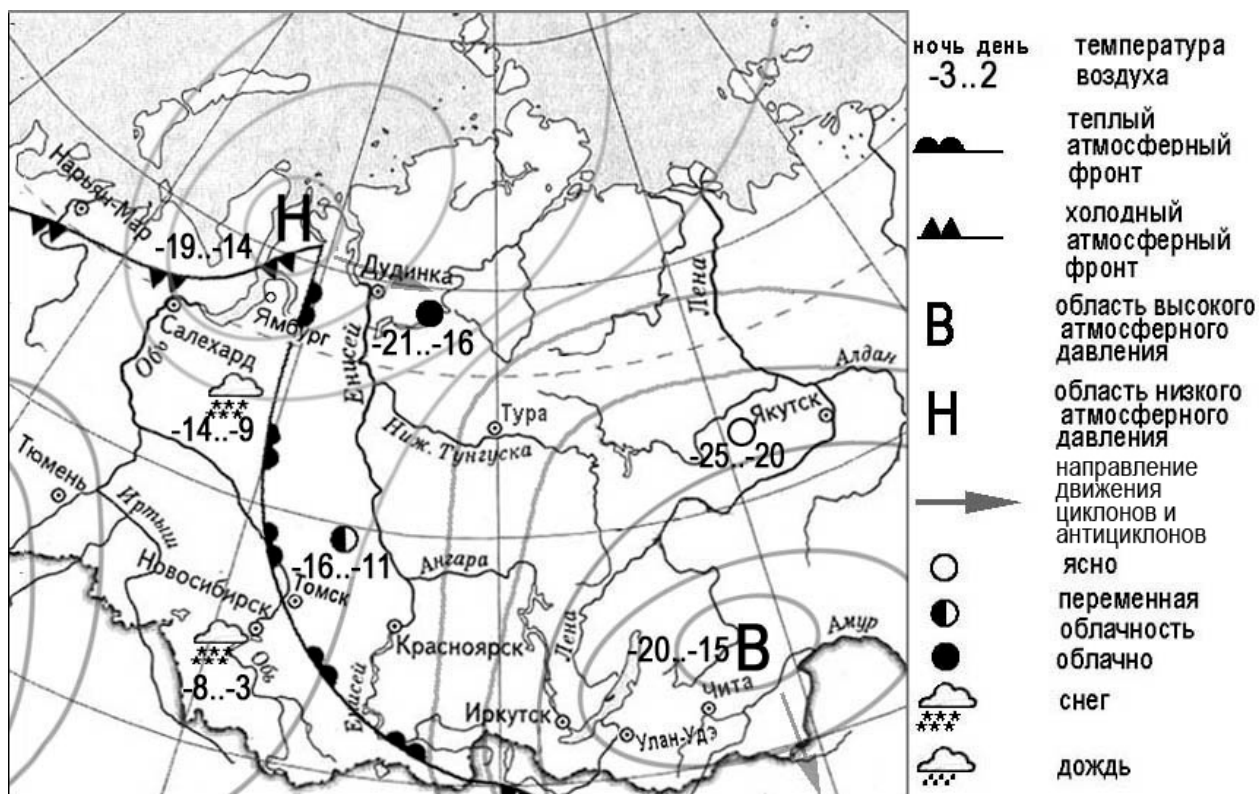 Нарьян-Мар
Н
-19..-14
Дудинка
Салехард
Ямбург
Обь
Енисей
-21..-16
Лена
Алдан
-14..-9
Тура
Ниж. Тунгуска
Якутск
-25..-20
Тюмень
Иртыш
-16..-11
Ангара
Новосибирск
Томск
Красноярск
Лена
Амур
-20..-15
В
-8..-3
Обь
Енисей
Иркутск
Чита
Улан-Удэ
ночь день
-3..2
температура
воздуха
теплый
атмосферный
фронт
холодный
атмосферный
фронт
В
область высокого
атмосферного
давления
Н
область низкого
атмосферного
давления
направление
движения
циклонов и
антициклонов
ясно
переменная
облачность
облачно
снег
дождь